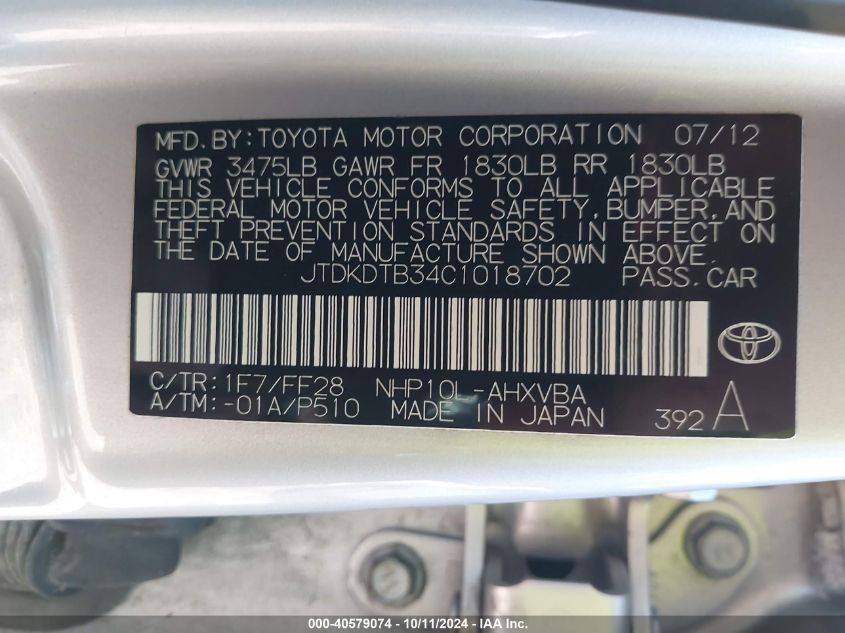 MFD. BY: TOYOTA MOTOR CORPORATION 07/12
GVWR 3475LB GAWR FR 1830LB RR 1830LB
THIS VEHICLE CONFORMS TO ALL APPLICABLE
FEDERAL MOTOR VEHICLE SAFETY, BUMPER, AND
THEFT PREVENTION STANDARDS IN EFFECT ON
THE DATE OF MANUFACTURE SHOWN ABOVE.
JTDKDTB34C1018702 PASS. CAR
C/TR: 1F7/FF28 NHP10L-AHXVBA
A/TM: -01A/P510 MADE IN JAPAN 392 A
000-40579074 - 10/11/2024 - IAA Inc.